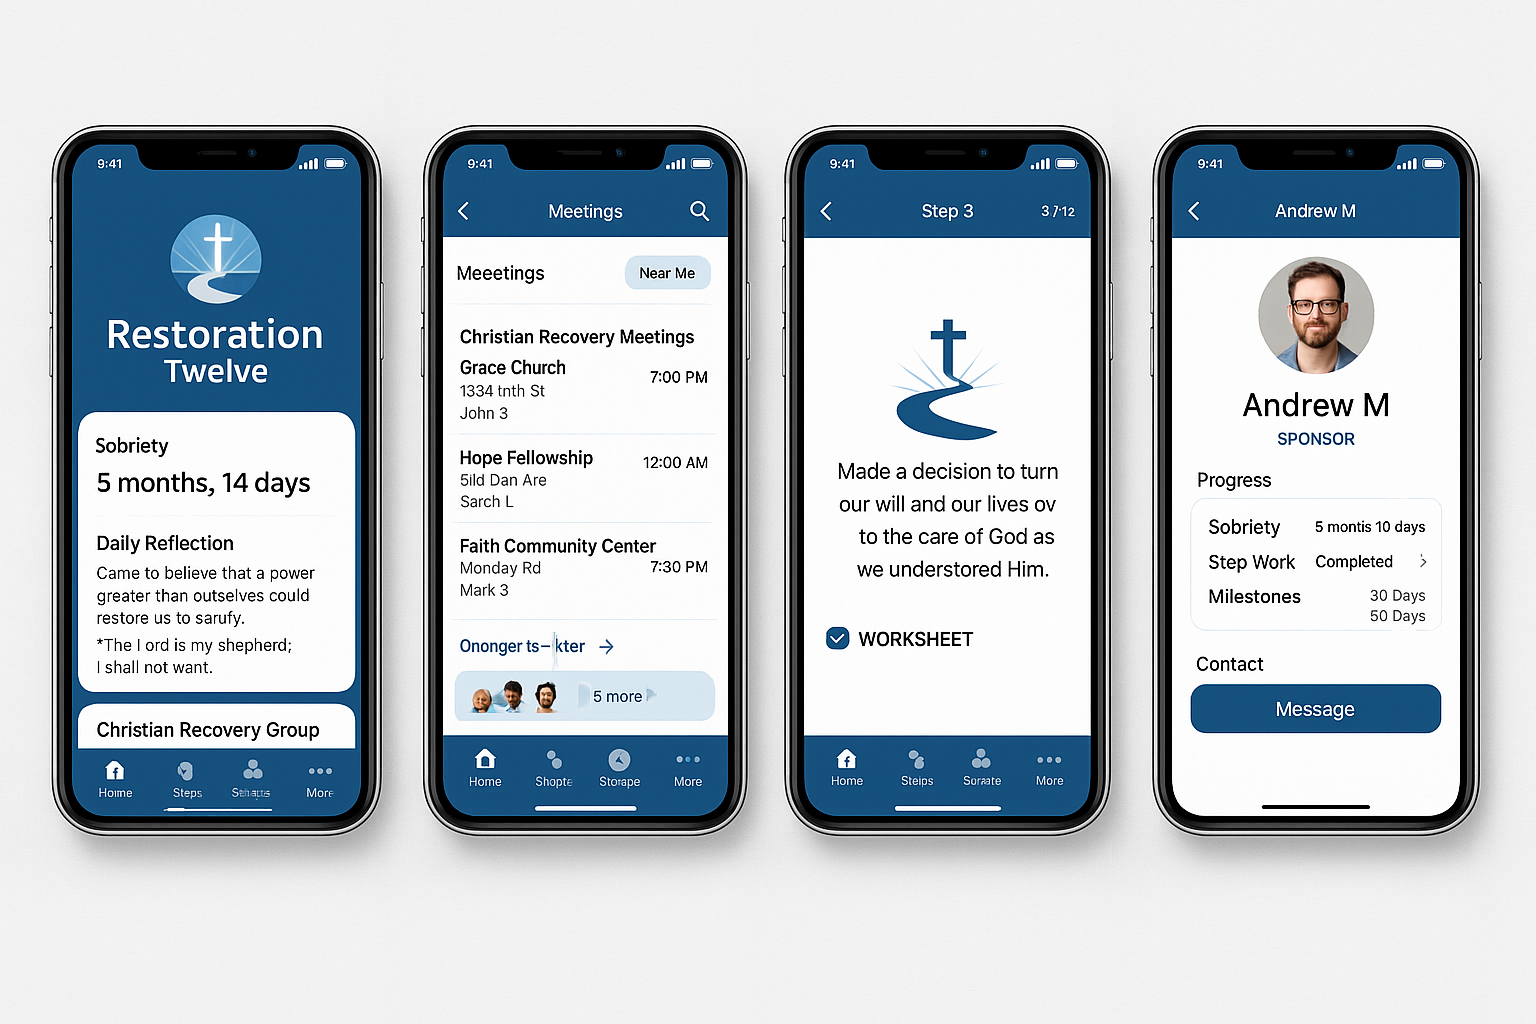 9:41
Restoration
Twelve
Sobriety
5 months, 14 days
Daily Reflection
Came to believe that a power
greater than outselves could
restore us to sarufy.
*The I ord is my shepherd;
I shall not want.
Christian Recovery Group
Home
Steps
More
9:41
Meetings
Meeetings
Near Me
Christian Recovery Meetings
Grace Church
7:00 PM
1334 tnth St
John 3
Hope Fellowship
12:00 AM
5ild Dan Are
Sarch L
Faith Community Center
Monday Rd
7:30 PM
Mark 3
Ononger ts– kter
5 more
Home
Shopte
Storape
More
9:41
Step 3
3 7·12
Made a decision to turn
our will and our lives ov
to the care of God as
we understored Him.
WORKSHEET
Home
Steips
Sorrate
More
9:41
Andrew M
Andrew M
SPONSOR
Progress
Sobriety
5 montis 10 days
Step Work
Completed
Milestones
30 Days
50 Days
Contact
Message